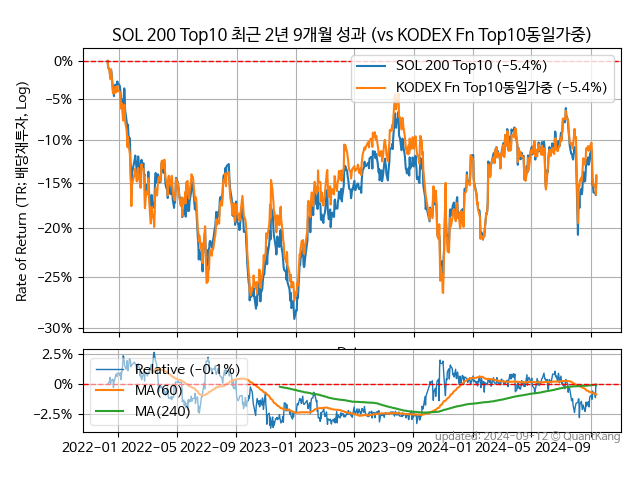 SOL 200 Top10 최근 2년 9개월 성과 (vs KODEX Fn Top10동일가중)
Rate of Return (TR: 배당재투자, Log)
0%
−5%
−10%
−15%
−20%
−25%
−30%
SOL 200 Top10 (−5.4%)
KODEX Fn Top10동일가중 (−5.4%)
2.5%
0%
−2.5%
Relative (−0.1%)
MA(60)
MA(240)
2022−01 2022−05 2022−09 2023−01 2023−05 2023−09 2024−01 2024−05 2024−09
updated: 2024−09−12 © QuantKang